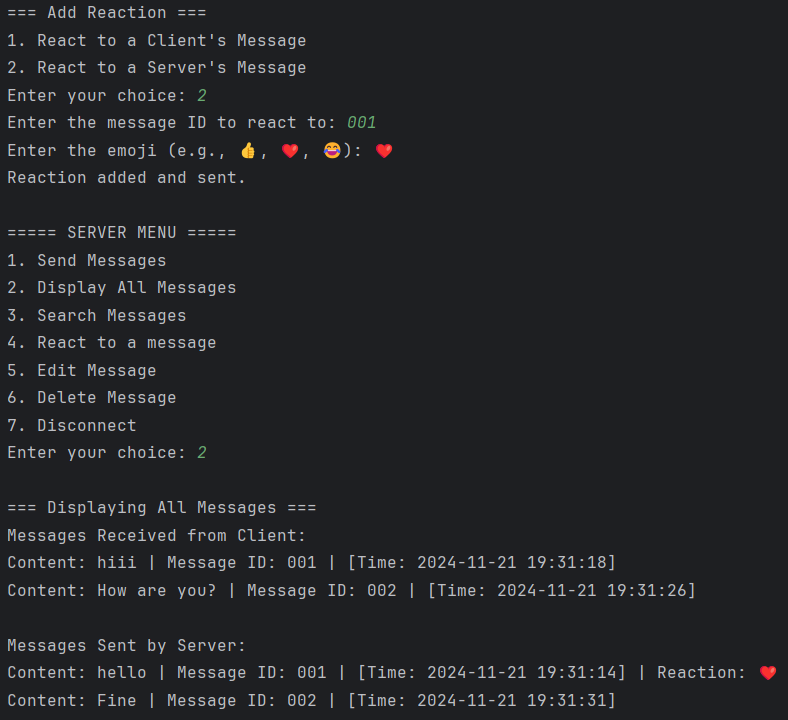 === Add Reaction ===
1. React to a Client's Message
2. React to a Server's Message
Enter your choice: 2
Enter the message ID to react to: 001
Enter the emoji (e.g., 👍, ❤️, 😂): ❤️
Reaction added and sent.
===== SERVER MENU =====
1. Send Messages
2. Display All Messages
3. Search Messages
4. React to a message
5. Edit Message
6. Delete Message
7. Disconnect
Enter your choice: 2
=== Displaying All Messages ===
Messages Received from Client:
Content: hiii | Message ID: 001 | [Time: 2024-11-21 19:31:18]
Content: How are you? | Message ID: 002 | [Time: 2024-11-21 19:31:26]
Messages Sent by Server:
Content: hello | Message ID: 001 | [Time: 2024-11-21 19:31:14] | Reaction: ❤️
Content: Fine | Message ID: 002 | [Time: 2024-11-21 19:31:31]